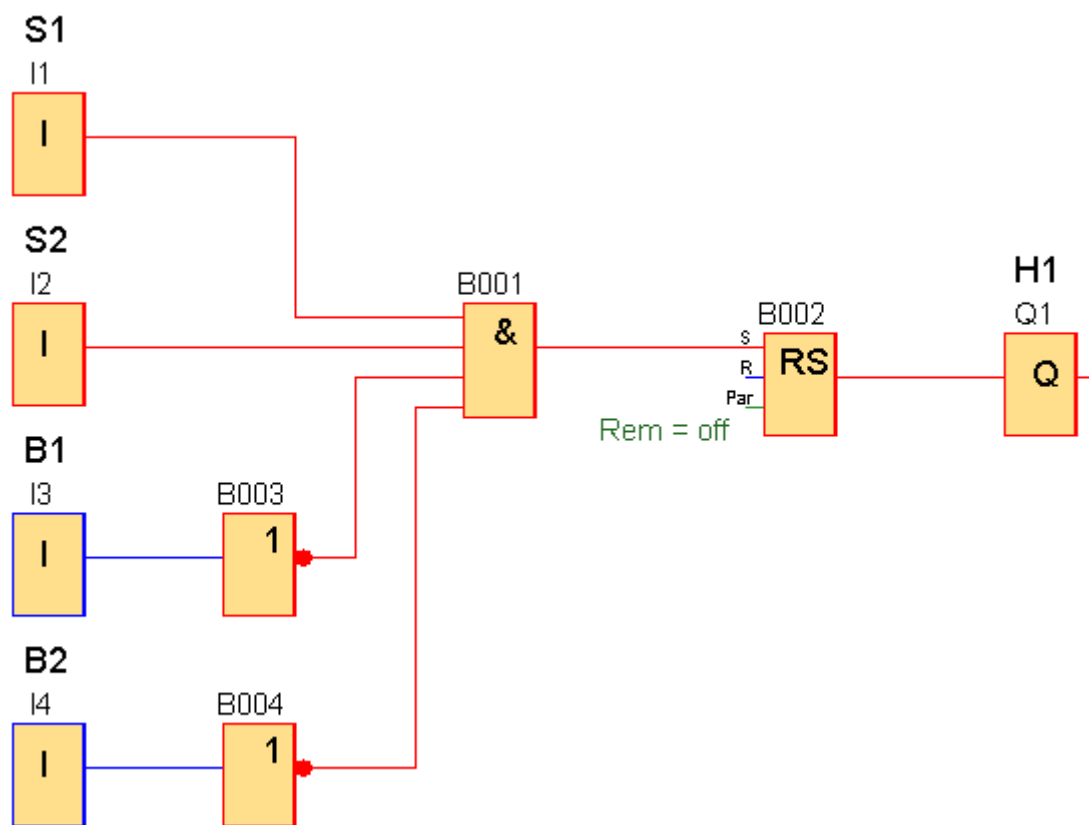 S1
I1
I
S2
I2
I
B001
&
H1
Q1
Q
B002
S
R
Par
RS
Rem = off
B1
I3
I
B003
1
B2
I4
I
B004
1